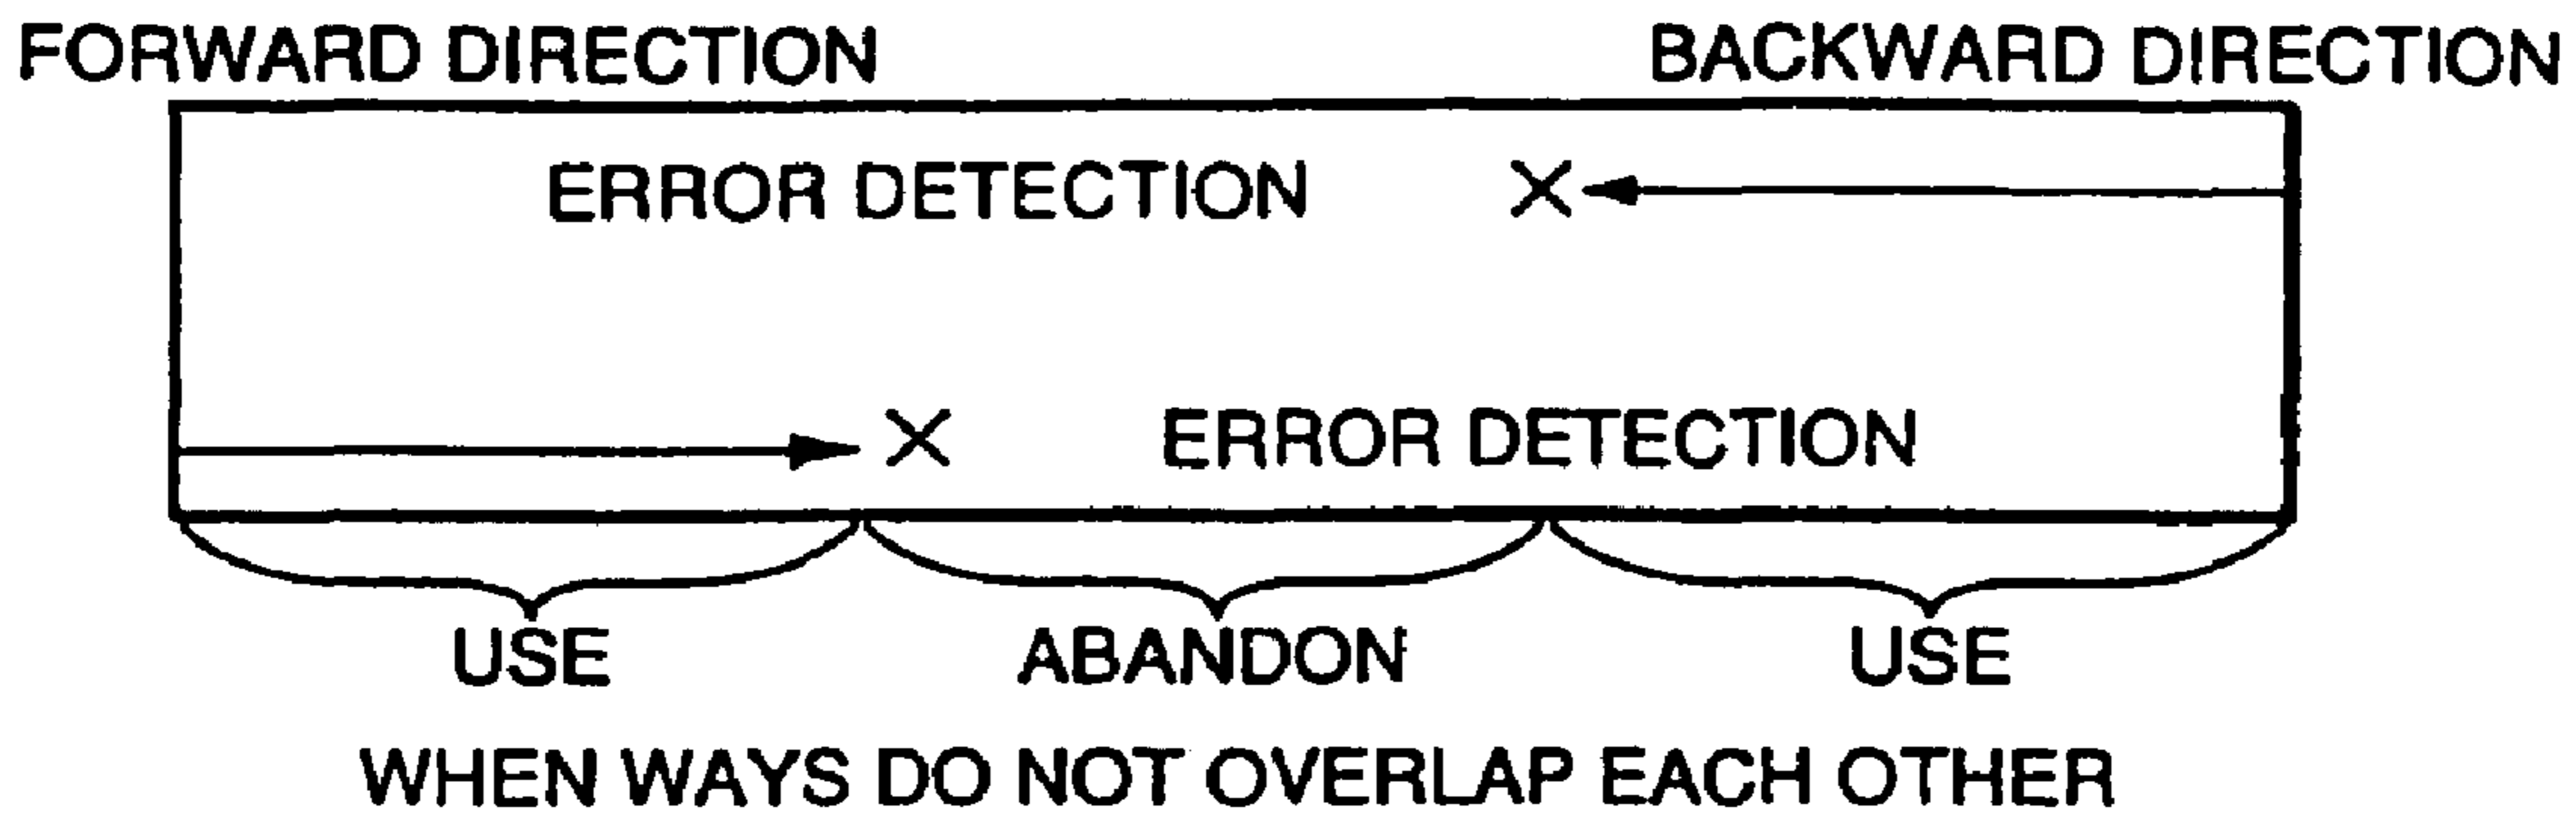 FORWARD DIRECTION BACKWARD DIRECTION
ERROR DETECTION
ERROR DETECTION
USE ABANDON USE
WHEN WAYS DO NOT OVERLAP EACH OTHER